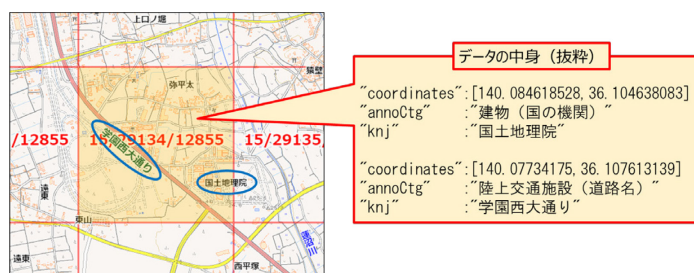 上口ノ堀
猿壁
弥平太
/12855
15/29134/12855
15/29135
学園西大通り
国土地理院
遠東
東山
遠東
西平塚
蓮沼川
データの中身（抜粋）
"coordinates":[140.084618528,36.104638083]
"annoCtg" :"建物（国の機関）"
"knj" :"国土地理院"
"coordinates":[140.07734175,36.107613139]
"annoCtg" :"陸上交通施設（道路名）"
"knj" :"学園西大通り"